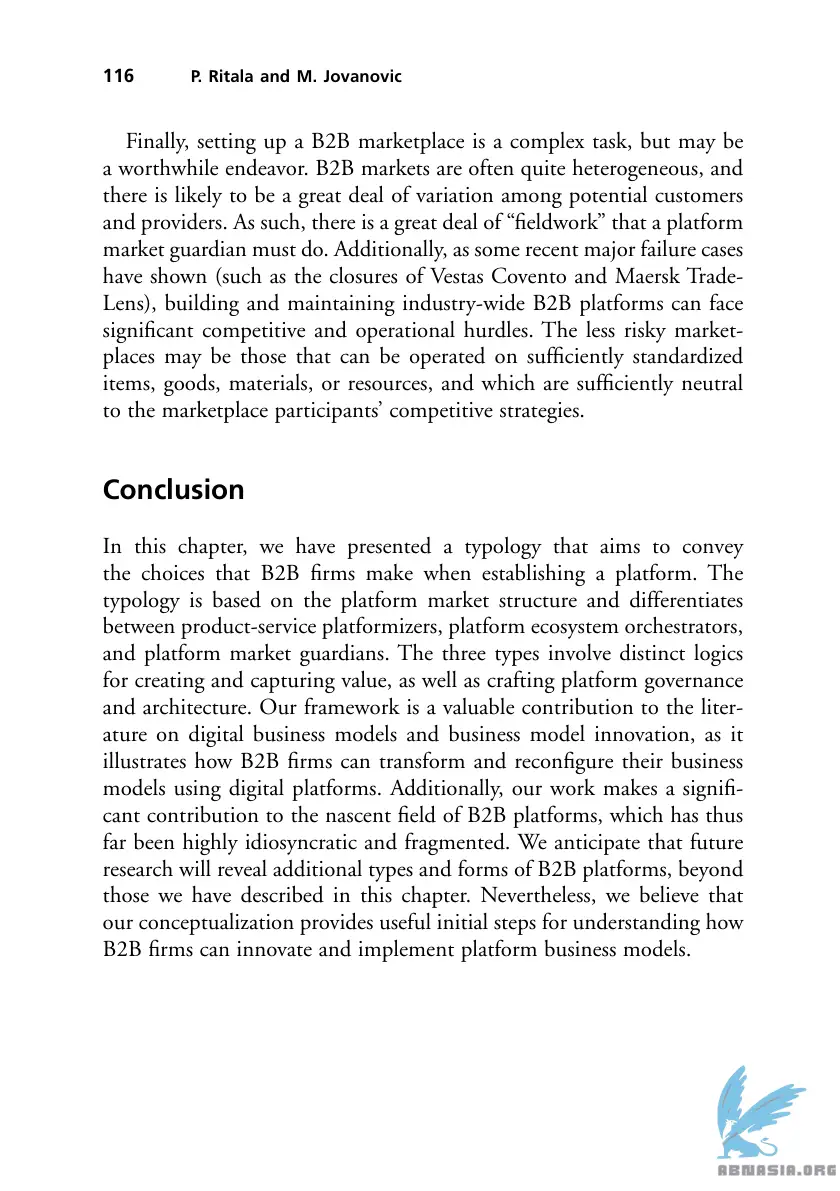 116 P. Ritala and M. Jovanovic
Finally, setting up a B2B marketplace is a complex task, but may be
a worthwhile endeavor. B2B markets are often quite heterogeneous, and
there is likely to be a great deal of variation among potential customers
and providers. As such, there is a great deal of “fieldwork” that a platform
market guardian must do. Additionally, as some recent major failure cases
have shown (such as the closures of Vestas Covento and Maersk Trade-
Lens), building and maintaining industry-wide B2B platforms can face
significant competitive and operational hurdles. The less risky market-
places may be those that can be operated on sufficiently standardized
items, goods, materials, or resources, and which are sufficiently neutral
to the marketplace participants’ competitive strategies.
Conclusion
In this chapter, we have presented a typology that aims to convey
the choices that B2B firms make when establishing a platform. The
typology is based on the platform market structure and differentiates
between product-service platformizers, platform ecosystem orchestrators,
and platform market guardians. The three types involve distinct logics
for creating and capturing value, as well as crafting platform governance
and architecture. Our framework is a valuable contribution to the liter-
ature on digital business models and business model innovation, as it
illustrates how B2B firms can transform and reconfigure their business
models using digital platforms. Additionally, our work makes a signifi-
cant contribution to the nascent field of B2B platforms, which has thus
far been highly idiosyncratic and fragmented. We anticipate that future
research will reveal additional types and forms of B2B platforms, beyond
those we have described in this chapter. Nevertheless, we believe that
our conceptualization provides useful initial steps for understanding how
B2B firms can innovate and implement platform business models.
ABNASIA.ORG